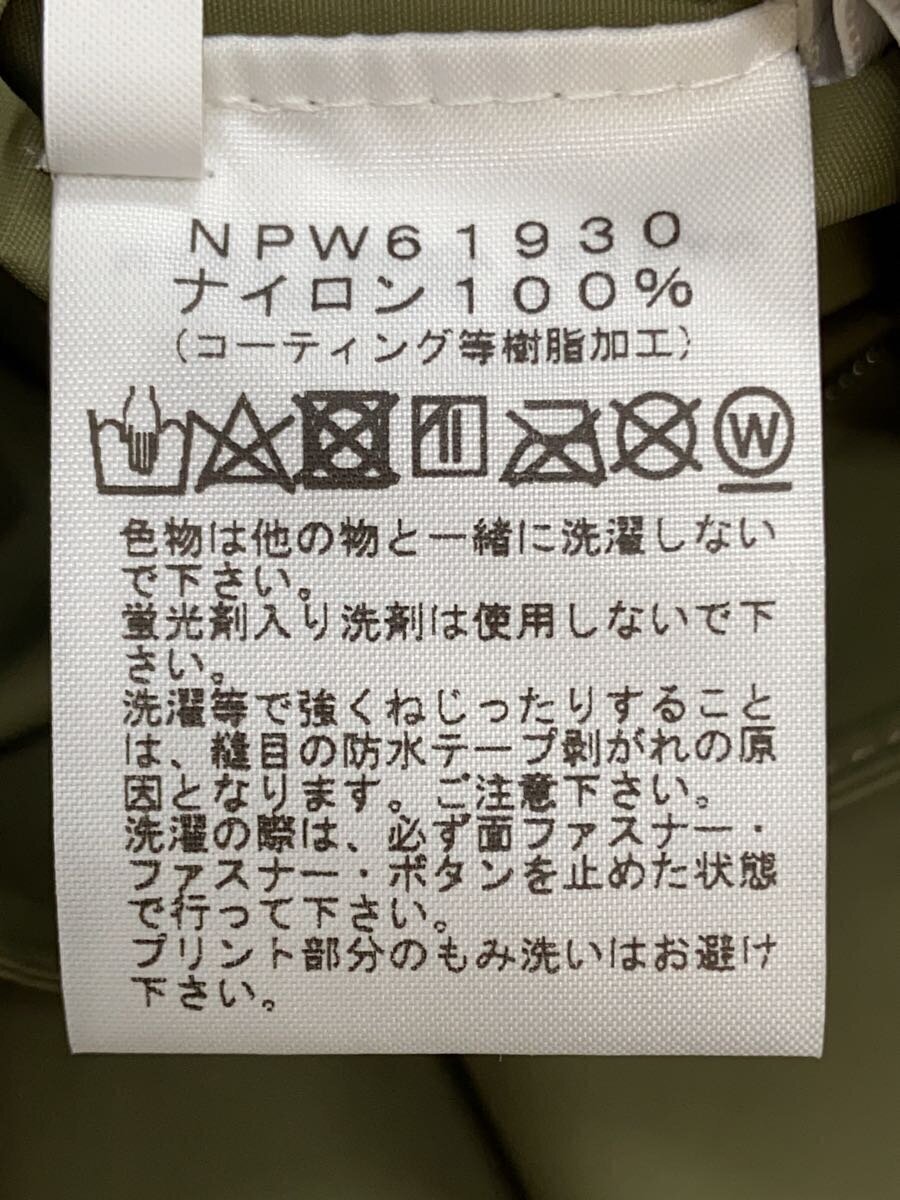 NPW61930
ナイロン100%
(コーティング等樹脂加工)
W
色物は他の物と一緒に洗濯しない
で下さい。
蛍光剤入り洗剤は使用しないで下
さい。
洗濯等で強くねじったりすること
は、縫目の防水テープ剥がれの原
因となります。ご注意下さい。
洗濯の際は、必ず面ファスナー・
ファスナー・ボタンを止めた状態
で行って下さい。
プリント部分のもみ洗いはお避け
下さい。